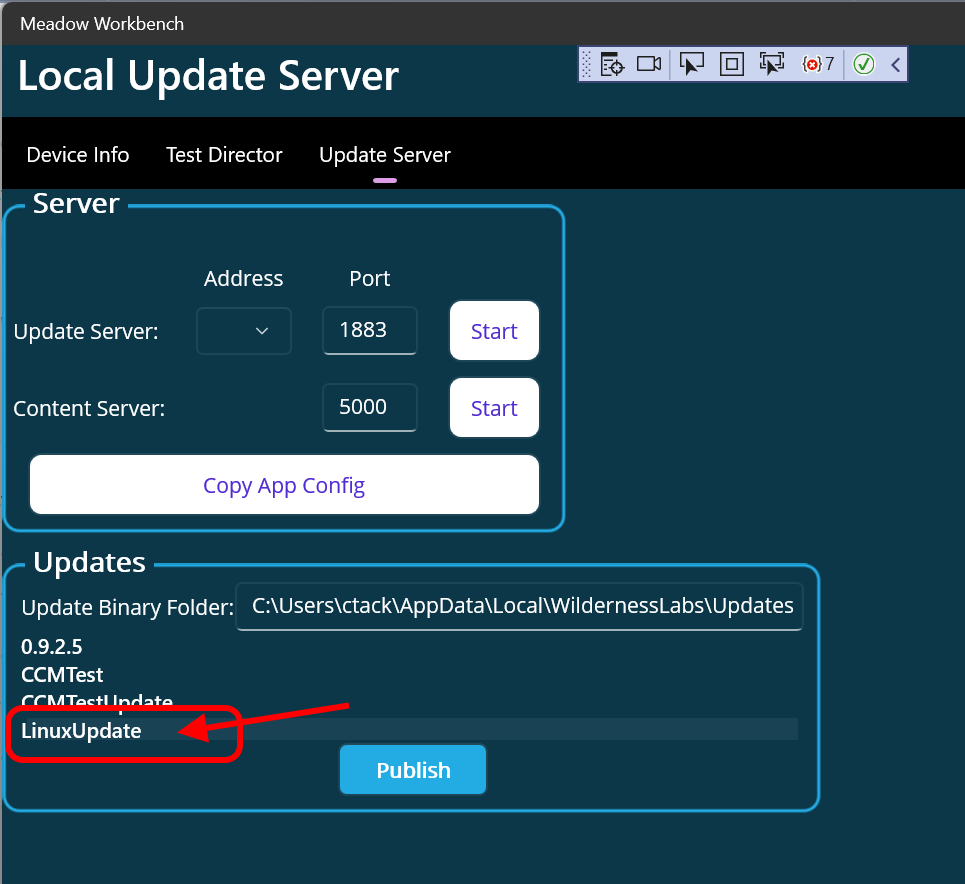 Meadow Workbench
Local Update Server
7
Device Info Test Director Update Server
Server
Address Port
Update Server: 1883 Start
Content Server: 5000 Start
Copy App Config
Updates
Update Binary Folder: C:\Users\ctack\AppData\Local\WildernessLabs\Updates
0.9.2.5
CCMTest
CCMTestUpdate
LinuxUpdate
Publish